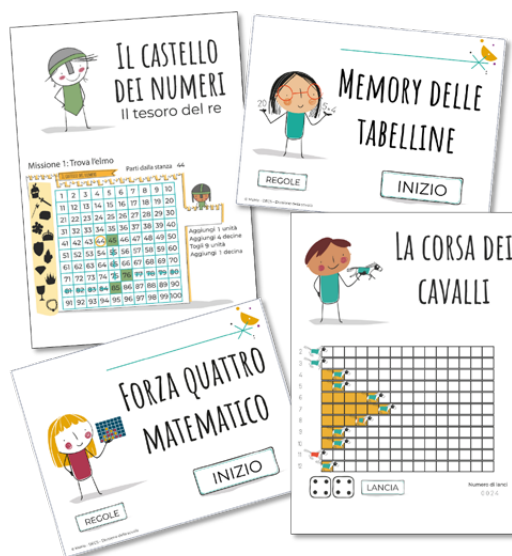 IL CASTELLO
DEI NUMERI
Il tesoro del re
Missione 1: Trova l'elmo
Parti dalla stanza 44
1 2 3 4 5 6 7 8 9 10
11 12 13 14 15 16 17 18 19 20
21 22 23 24 25 26 27 28 29 30
31 32 33 34 35 36 37 38 39 40
41 42 43 44 45 46 47 48 49 50
51 52 53 54 55 56 57 58 59 60
61 62 63 64 65 66 67 68 69 70
71 72 73 74 75 76 77 78 79 80
81 82 83 84 85 86 87 88 89 90
91 92 93 94 95 96 97 98 99 100
Aggiungi 1 unità
Aggiungi 4 decine
Togli 9 unità
Aggiungi 1 decina
MEMORY DELLE
TABELLINE
20
5×4
REGOLE
INIZIO
LA CORSA DEI
CAVALLI
2
3
4
5
6
7
8
9
10
11
12
LANCIA
Numero di lanci
FORZA QUATTRO
MATEMATICO
INIZIO
REGOLE